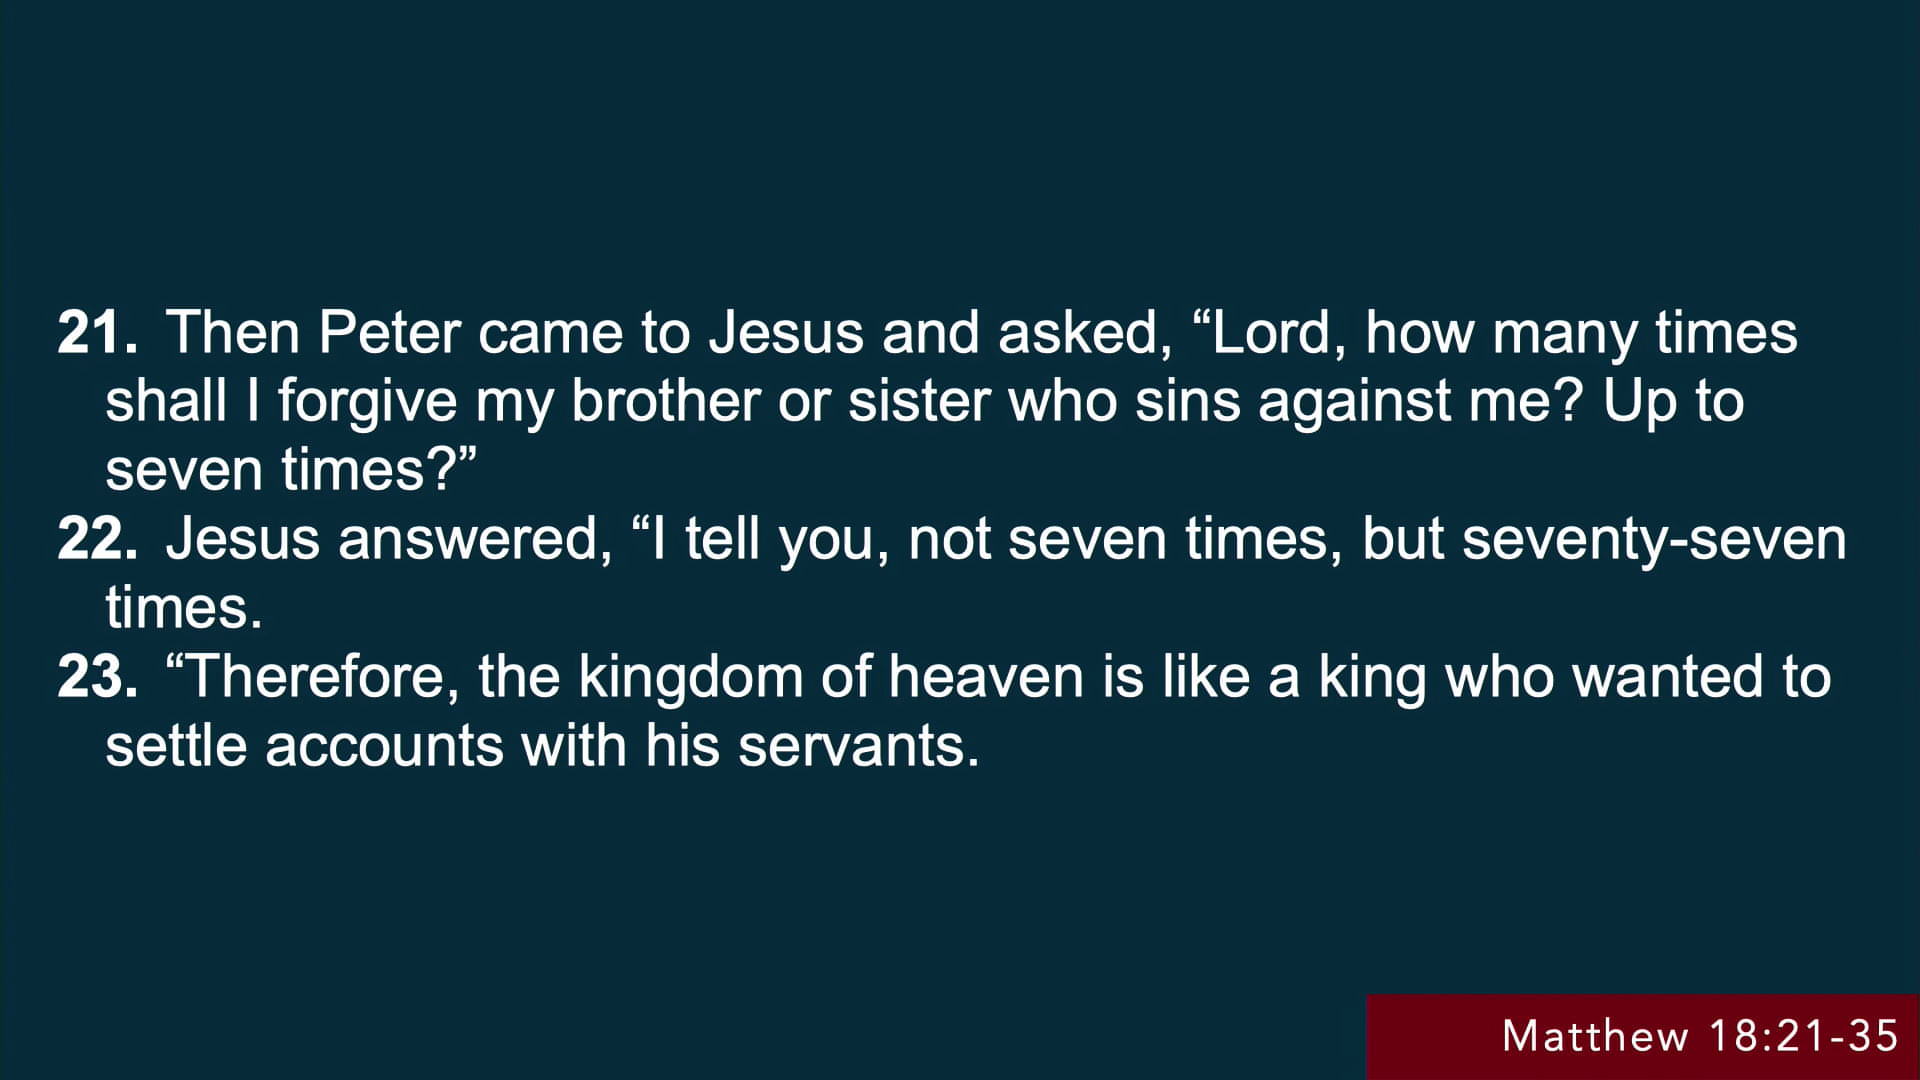 21. Then Peter came to Jesus and asked, “Lord, how many times
shall I forgive my brother or sister who sins against me? Up to
seven times?”
22. Jesus answered, “I tell you, not seven times, but seventy-seven
times.
23. “Therefore, the kingdom of heaven is like a king who wanted to
settle accounts with his servants.
Matthew 18:21-35